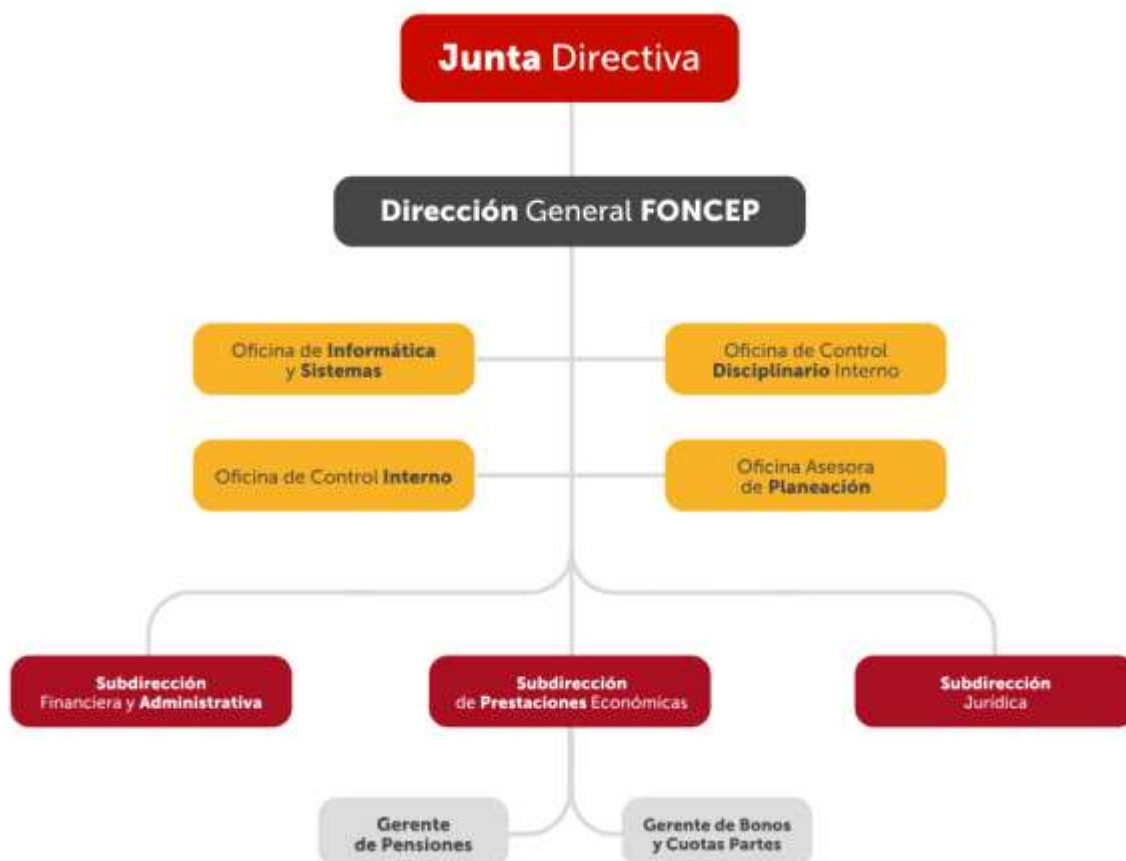 Junta Directiva
Dirección General FONCEP
Oficina de Informática
y Sistemas
Oficina de Control
Disciplinario Interno
Oficina de Control Interno
Oficina Asesora
de Planeación
Subdirección
Financiera y Administrativa
Subdirección
de Prestaciones Económicas
Subdirección
Jurídica
Gerente
de Pensiones
Gerente de Bonos
y Cuotas Partes